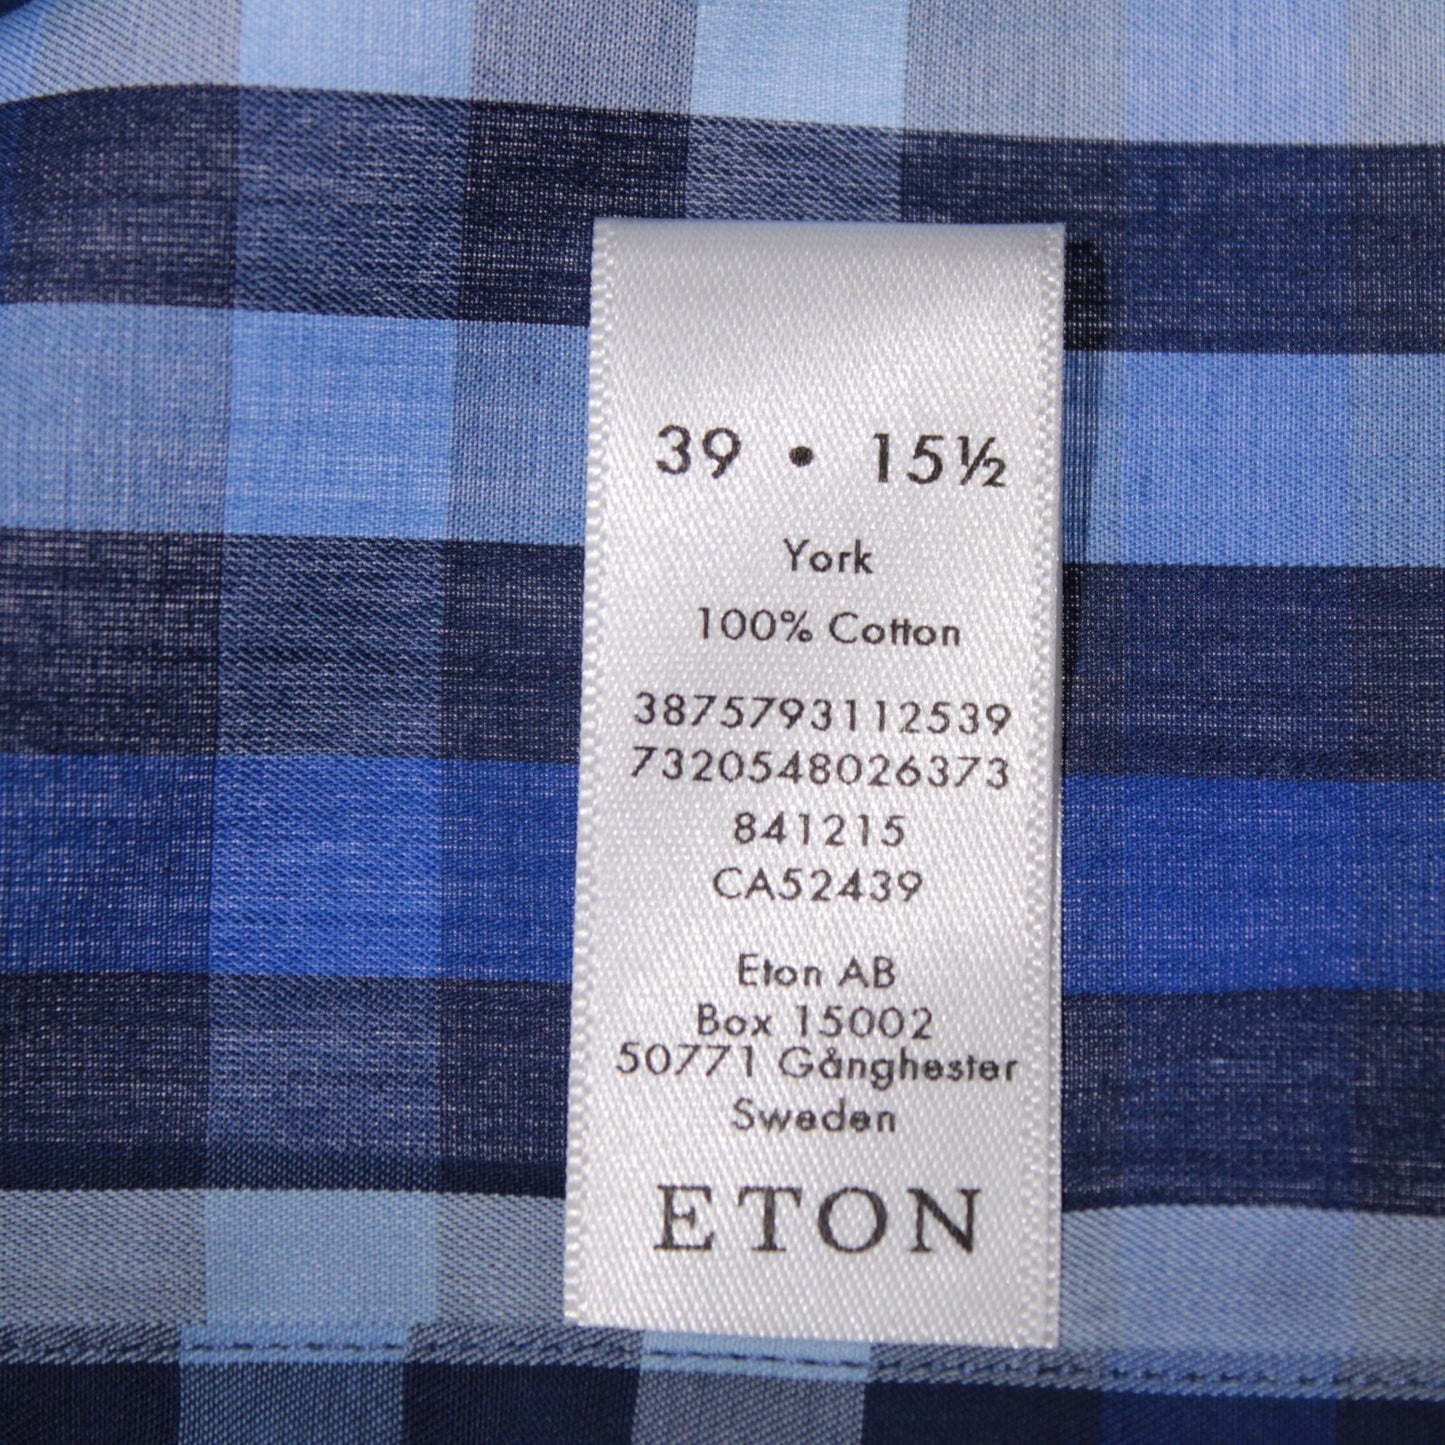 39 • 15½
York
100% Cotton
3875793112539
7320548026373
841215
CA52439
Eton AB
Box 15002
50771 Gånghester
Sweden
ETON